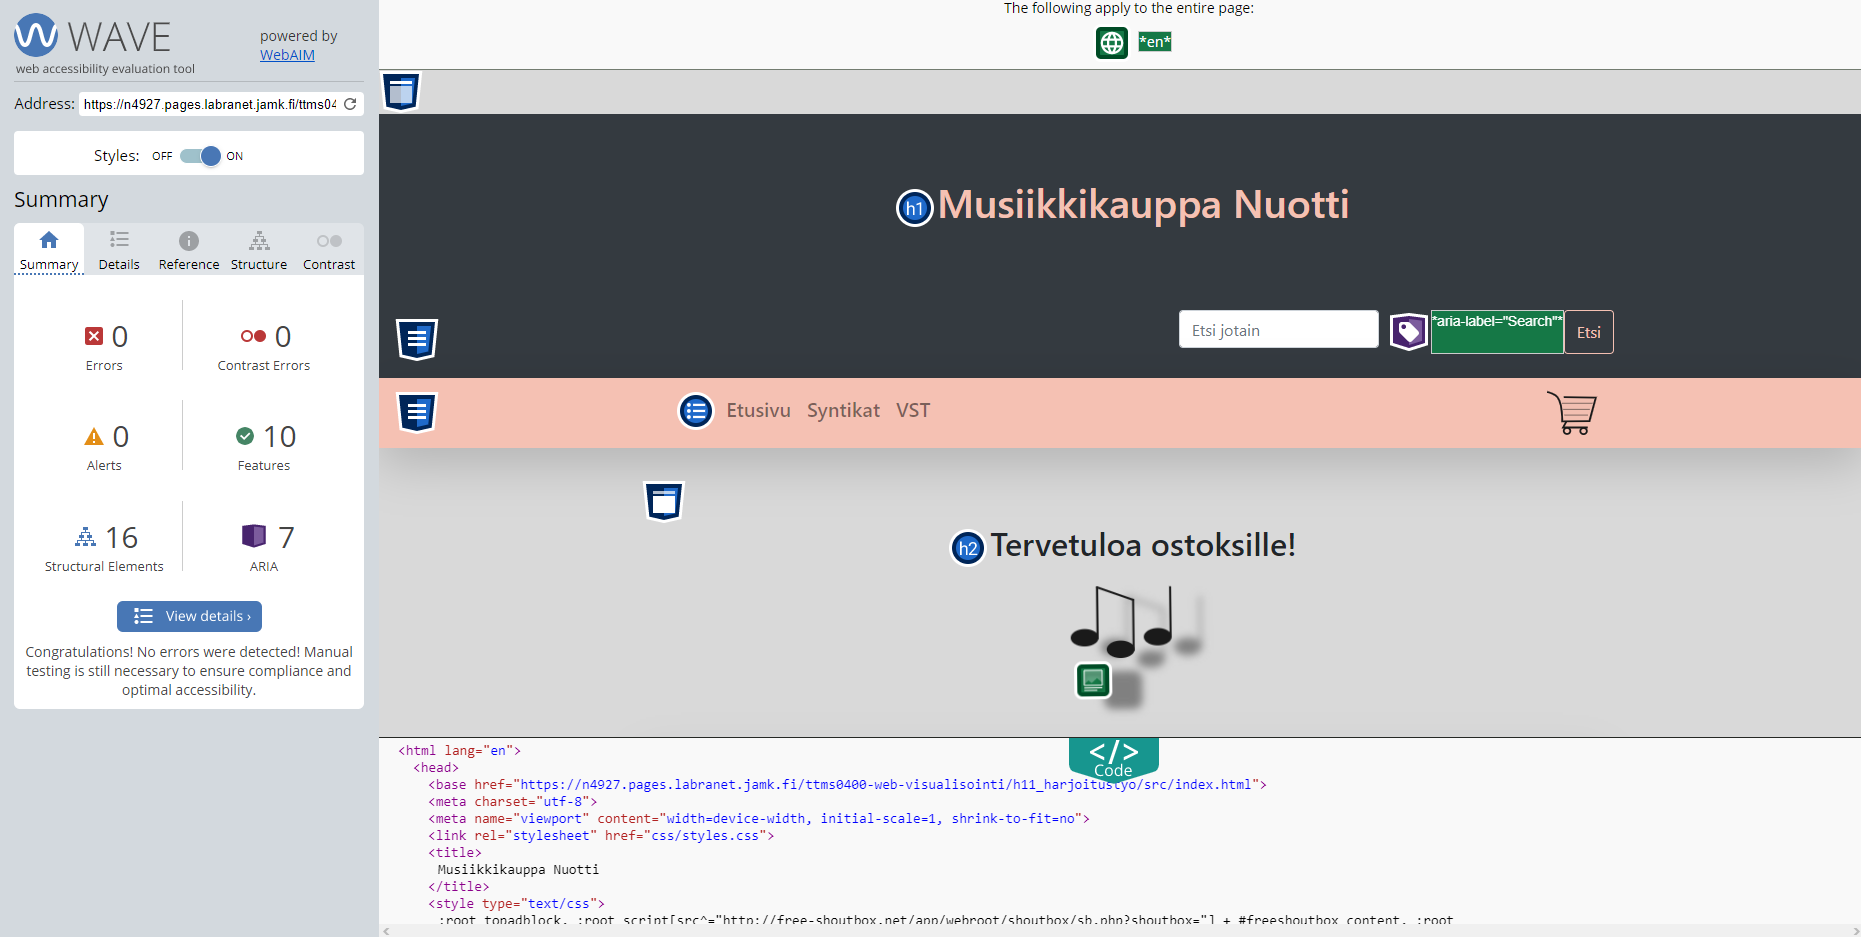 WAVE
web accessibility evaluation tool
powered by
WebAIM
Address: https://n4927.pages.labranet.jamk.fi/ttms04
Styles: OFF ON
Summary
Summary Details Reference Structure Contrast
0 0
Errors Contrast Errors
0 10
Alerts Features
16 7
Structural Elements ARIA
View details ›
Congratulations! No errors were detected! Manual
testing is still necessary to ensure compliance and
optimal accessibility.
The following apply to the entire page:
*en*
h1 Musiikkikauppa Nuotti
Etsi jotain *aria-label="Search"* Etsi
Etusivu Syntikat VST
h2 Tervetuloa ostoksille!
</>
Code
<html lang="en">
<head>
<base href="https://n4927.pages.labranet.jamk.fi/ttms0400-web-visualisointi/h11_harjoitustyo/src/index.html">
<meta charset="utf-8">
<meta name="viewport" content="width=device-width, initial-scale=1, shrink-to-fit=no">
<link rel="stylesheet" href="css/styles.css">
<title>
Musiikkikauppa Nuotti
</title>
<style type="text/css">
:root topadblock, :root script[src^="http://free-shoutbox.net/app/webroot/shoutbox/sb.php?shoutbox="] + #freeshoutbox_content, :root